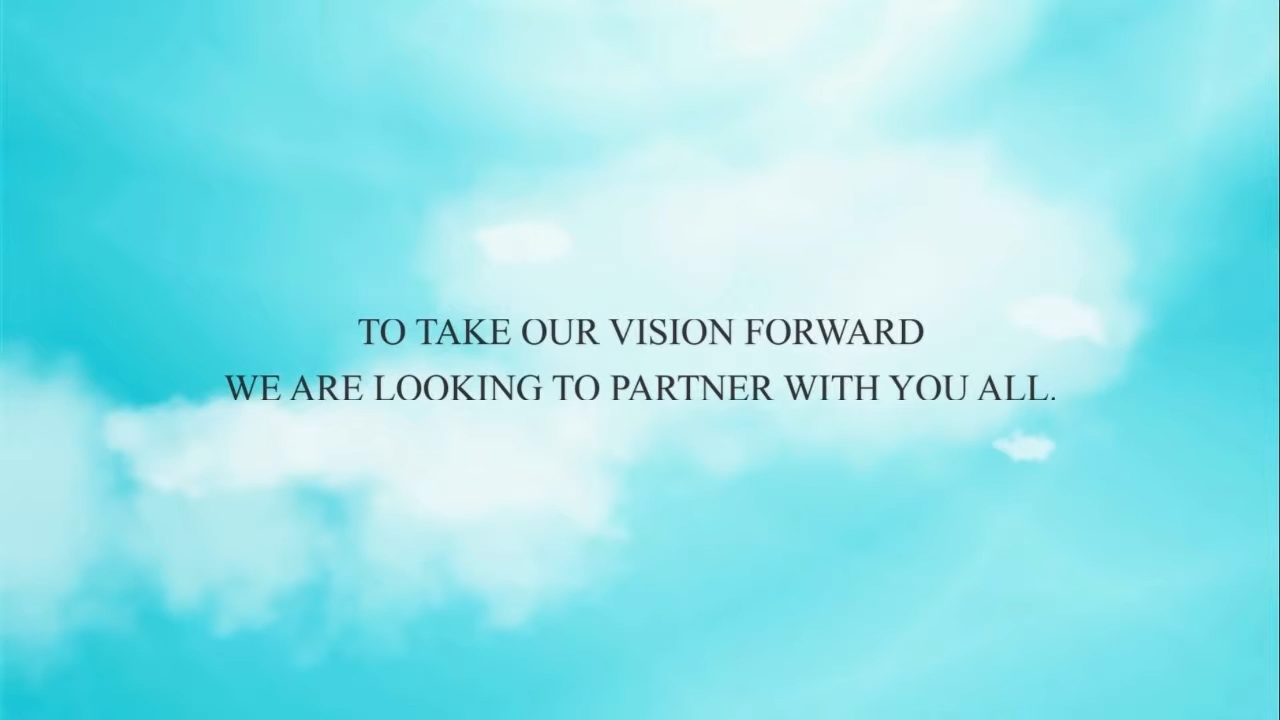 TO TAKE OUR VISION FORWARD
WE ARE LOOKING TO PARTNER WITH YOU ALL.